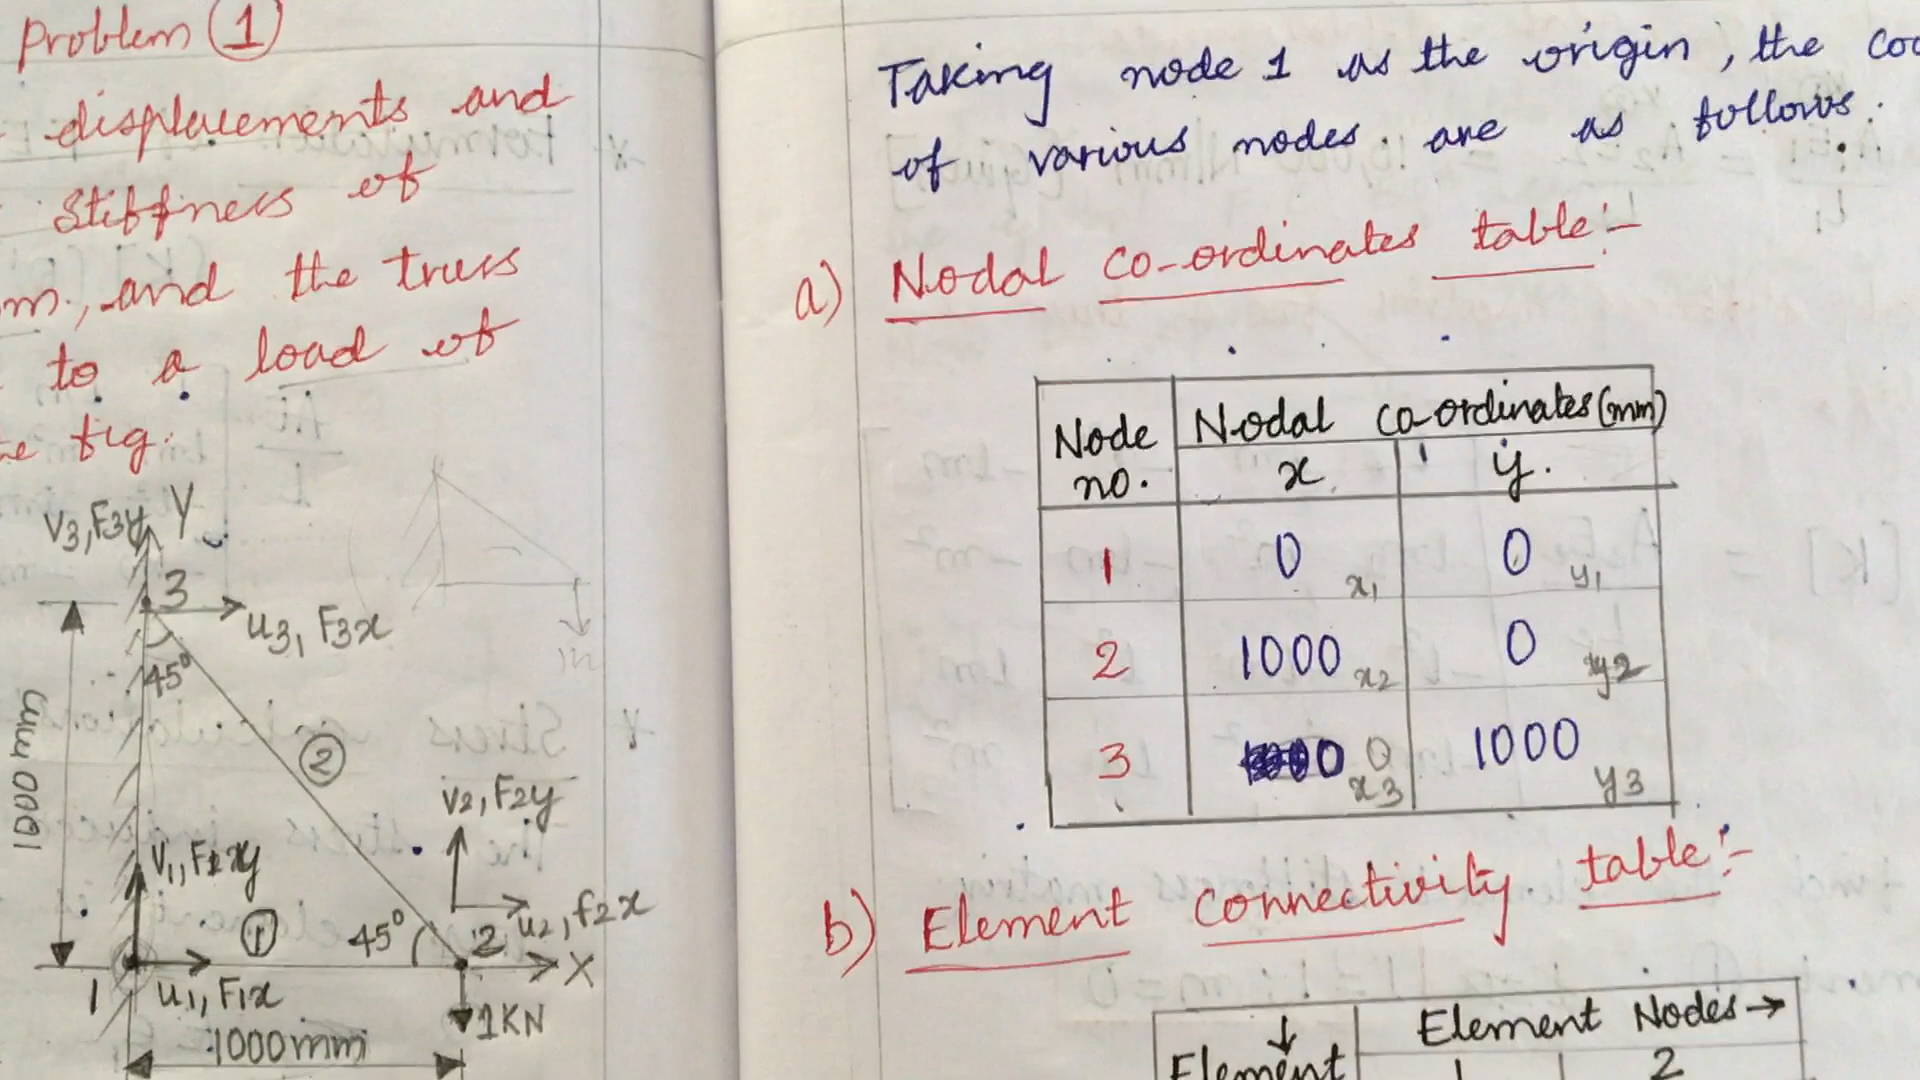 Problem 1
displacements and
Stiffness of
m, and the truss
to a load of
fig.
V3, F3y Y
3
u3, F3x
45°
1000 mm
2
V2, F2y
V1, F1y
1
45°
2
u2, f2x
X
1
u1, F1x
1KN
1000mm
Taking node 1 as the origin, the coo
of various nodes are as follows.
a) Nodal co-ordinates table:-
Node no. Nodal co-ordinates (mm)
x y.
1 0 x1 0 y1
2 1000 x2 0 y2
3 0 x3 1000 y3
b) Element connectivity table:-
↓ Element Nodes →
Element 1 2